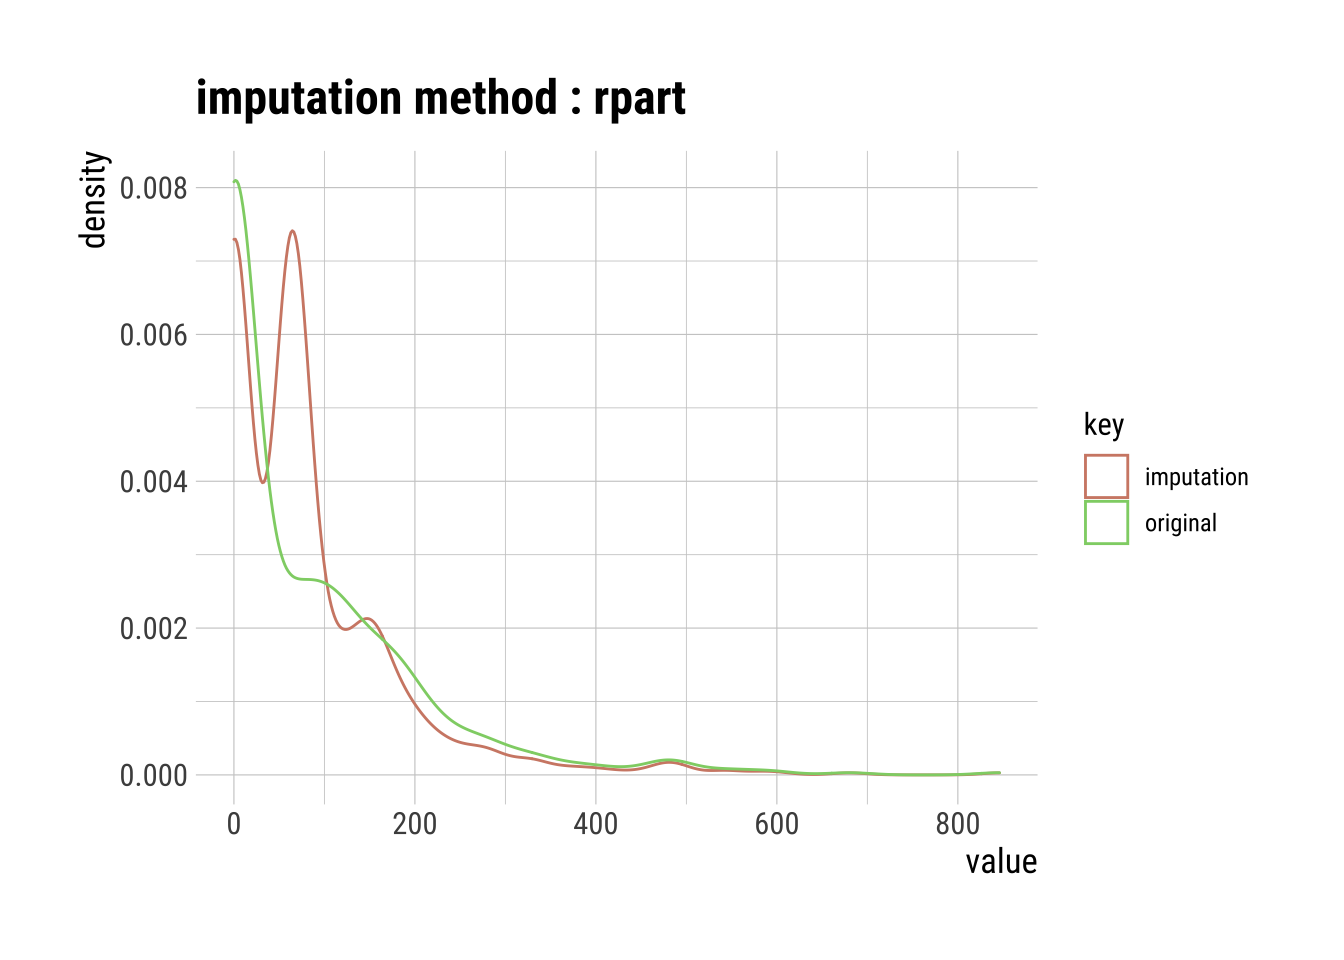 imputation method : rpart
density
0.008
0.006
0.004
0.002
0.000
0 200 400 600 800
value
key
imputation
original